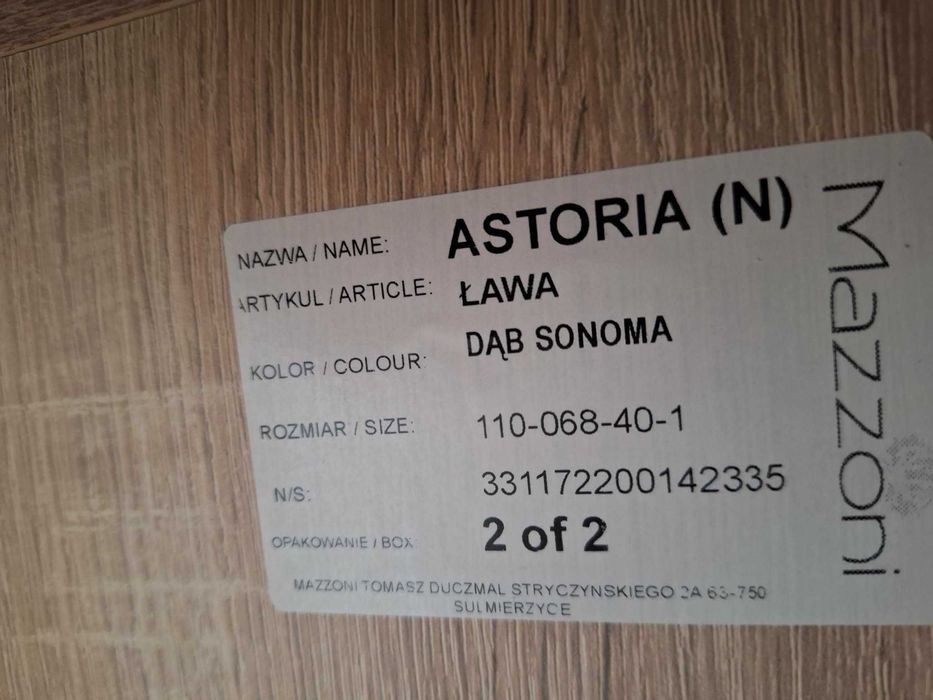 NAZWA / NAME: ASTORIA (N)
ARTYKUL / ARTICLE: ŁAWA
KOLOR / COLOUR: DĄB SONOMA
ROZMIAR / SIZE: 110-068-40-1
N/S: 331172200142335
OPAKOWANIE / BOX: 2 of 2
MAZZONI TOMASZ DUCZMAL STRYCZYNSKIEGO 2A 63-750
SULMIERZYCE
Mazzoni